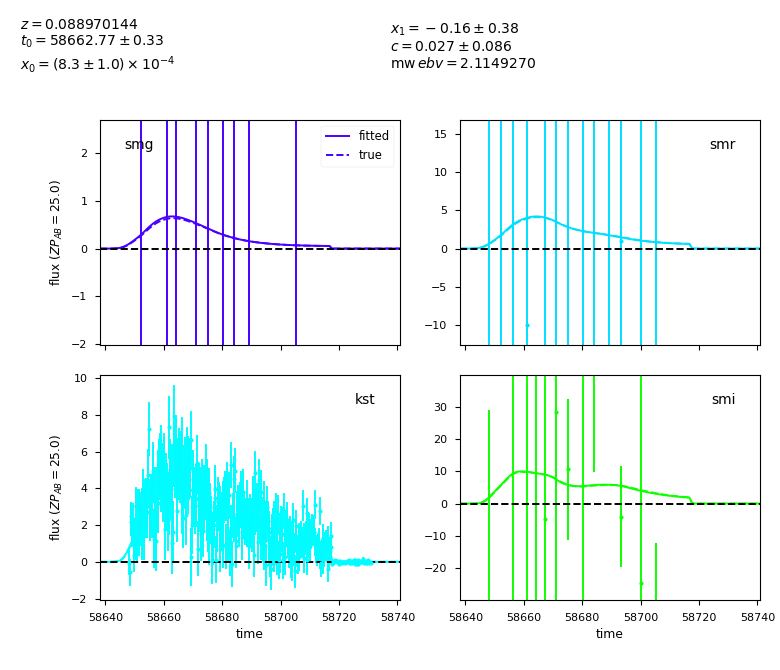 z = 0.088970144
t₀ = 58662.77 ± 0.33
x₀ = (8.3 ± 1.0) × 10⁻⁴
x₁ = −0.16 ± 0.38
c = 0.027 ± 0.086
mwebv = 2.1149270
smg
fitted
true
2
1
0
−1
−2
flux (ZP_AB = 25.0)
smr
15
10
5
0
−5
−10
kst
10
8
6
4
2
0
−2
flux (ZP_AB = 25.0)
58640 58660 58680 58700 58720 58740
time
smi
30
20
10
0
−10
−20
58640 58660 58680 58700 58720 58740
time